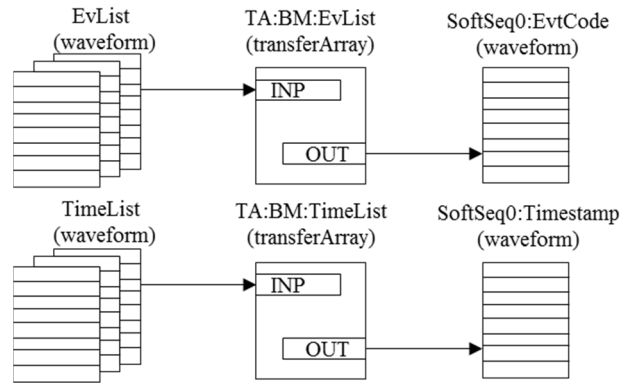 EvList
(waveform)
TA:BM:EvList
(transferArray)
SoftSeq0:EvtCode
(waveform)
INP
OUT
TimeList
(waveform)
TA:BM:TimeList
(transferArray)
SoftSeq0:Timestamp
(waveform)
INP
OUT